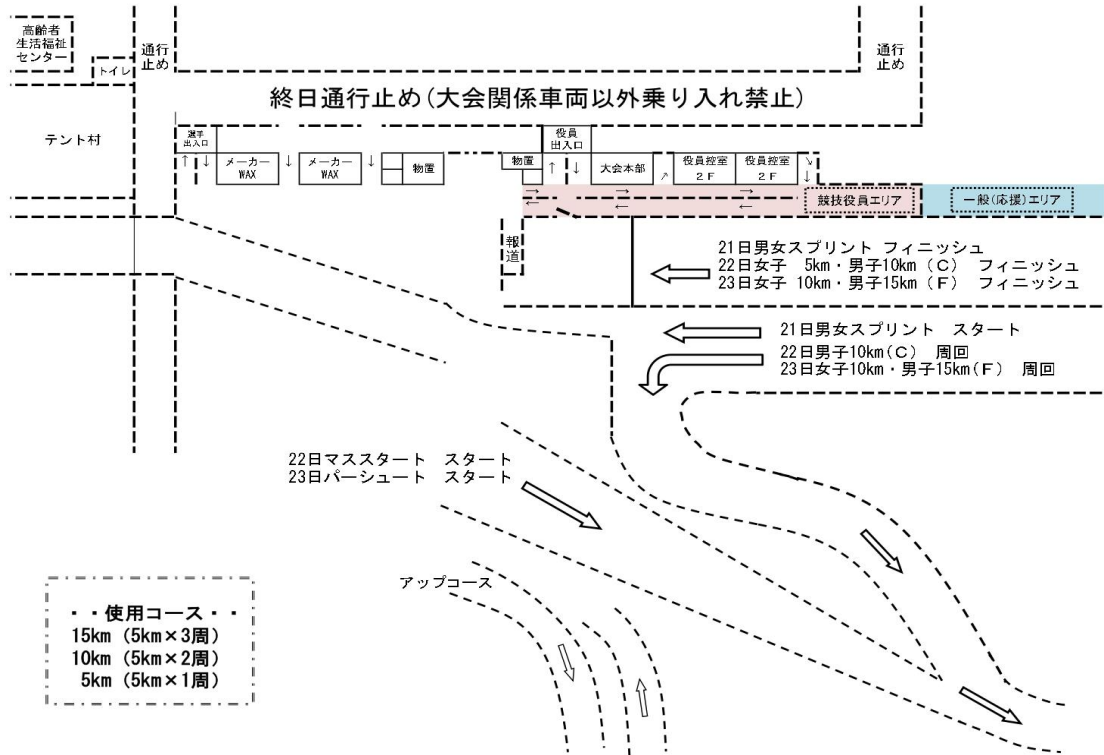 高齢者
生活福祉
センター
トイレ
通行
止め
通行
止め
終日通行止め(大会関係車両以外乗り入れ禁止)
テント村
選手
出入口
↑ ↓
メーカー
WAX
↓
メーカー
WAX
↓
物置
物置
役員
出入口
↑ ↓
大会本部
↗
役員控室
2F
役員控室
2F
↘
↓
→ → →
← ← ←
競技役員エリア
一般(応援)エリア
報道
21日男女スプリント フィニッシュ
22日女子 5km・男子10km(C) フィニッシュ
23日女子 10km・男子15km(F) フィニッシュ
21日男女スプリント スタート
22日男子10km(C) 周回
23日女子10km・男子15km(F) 周回
22日マススタート スタート
23日パーシュート スタート
アップコース
・・使用コース・・
15km(5km×3周)
10km(5km×2周)
5km(5km×1周)